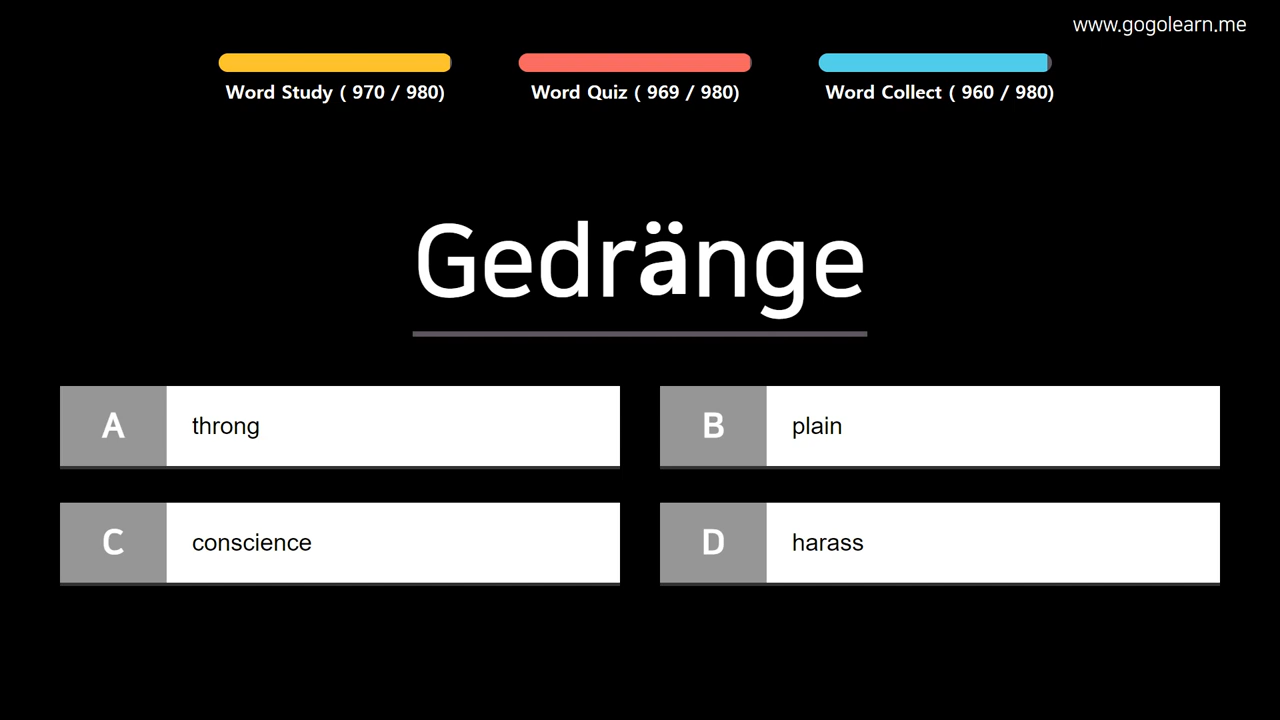 www.gogolearn.me
Word Study ( 970 / 980)
Word Quiz ( 969 / 980)
Word Collect ( 960 / 980)
Gedränge
A throng
B plain
C conscience
D harass